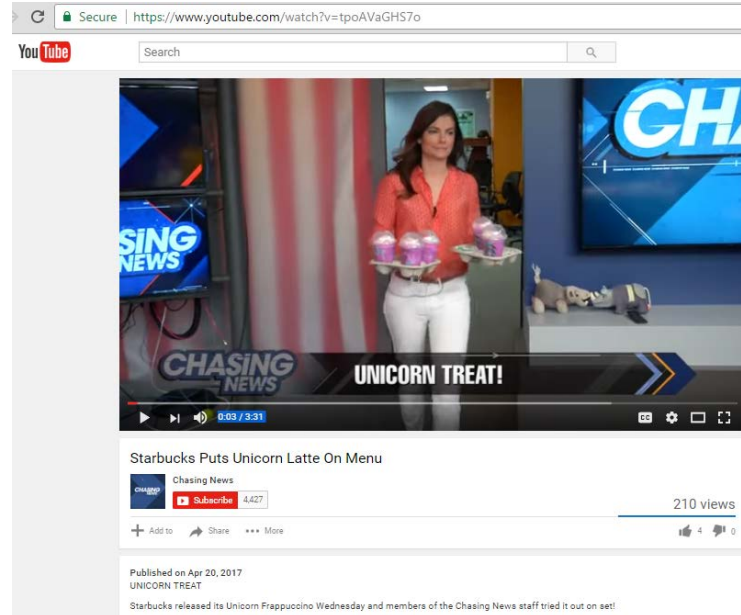 Secure | https://www.youtube.com/watch?v=tpoAVaGHS7o
YouTube
Search
CHA
SING
NEWS
CHASING
NEWS
UNICORN TREAT!
0:03 / 3:31
CC
Starbucks Puts Unicorn Latte On Menu
CHASING
NEWS
Chasing News
Subscribe 4,427
210 views
Add to Share More
4 0
Published on Apr 20, 2017
UNICORN TREAT
Starbucks released its Unicorn Frappuccino Wednesday and members of the Chasing News staff tried it out on set!